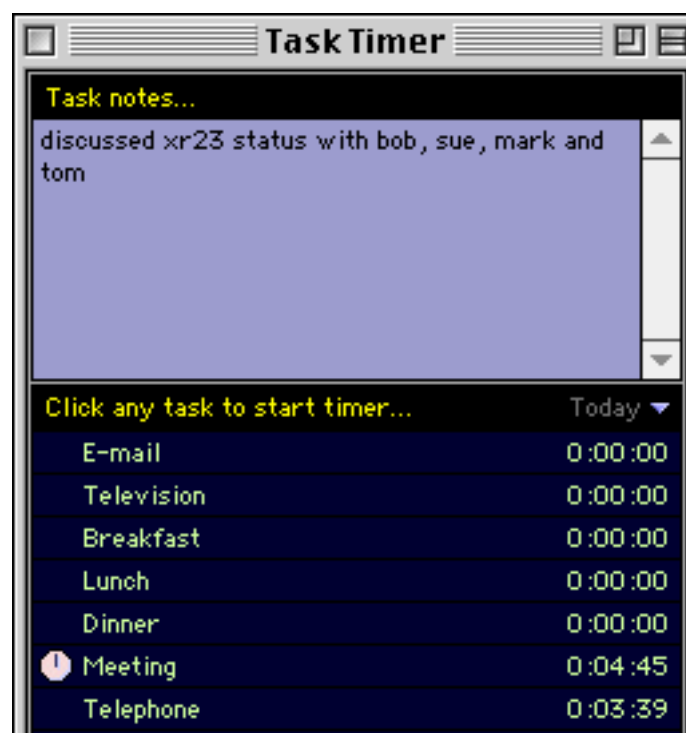 Task Timer
Task notes...
discussed xr23 status with bob, sue, mark and
tom
Click any task to start timer... Today
E-mail 0:00:00
Television 0:00:00
Breakfast 0:00:00
Lunch 0:00:00
Dinner 0:00:00
Meeting 0:04:45
Telephone 0:03:39